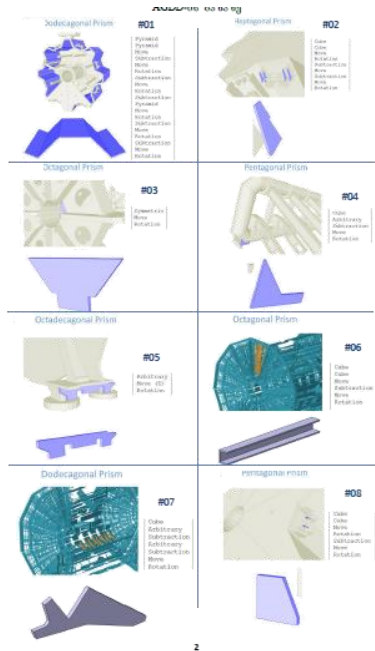 Dodecagonal Prism
#01
Pyramid
Pyramid
Move
Subtraction
Move
Rotation
Subtraction
Move
Rotation
Subtraction
Pyramid
Move
Rotation
Subtraction
Move
Rotation
Subtraction
Move
Rotation
Heptagonal Prism
#02
Cube
Cube
Move
Rotation
Subtraction
Move
Subtraction
Move
Rotation
Octagonal Prism
#03
Symmetric
Move
Rotation
Pentagonal Prism
#04
Cube
Arbitrary
Subtraction
Move
Rotation
Octadecagonal Prism
#05
Arbitrary
Move (2)
Rotation
Octagonal Prism
#06
Cube
Cube
Move
Subtraction
Move
Rotation
Dodecagonal Prism
#07
Cube
Arbitrary
Subtraction
Arbitrary
Subtraction
Move
Rotation
Pentagonal Prism
#08
Cube
Cube
Move
Rotation
Subtraction
Move
Rotation
2